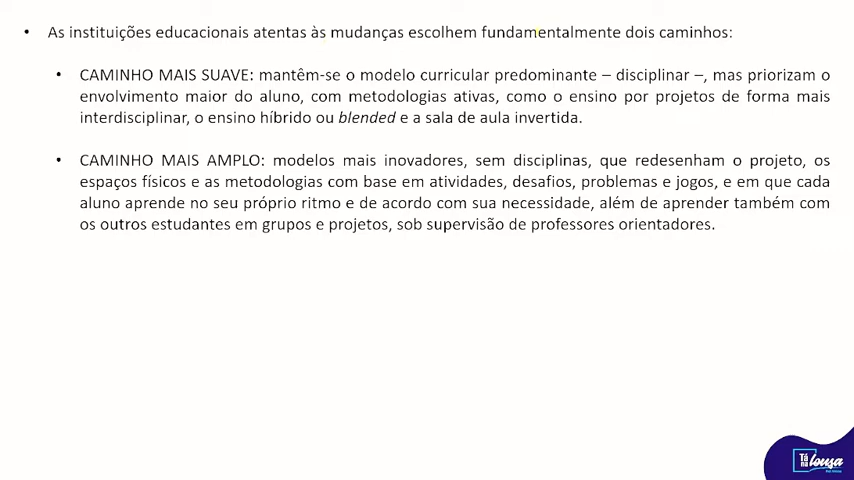 • As instituições educacionais atentas às mudanças escolhem fundamentalmente dois caminhos:
• CAMINHO MAIS SUAVE: mantêm-se o modelo curricular predominante – disciplinar –, mas priorizam o
envolvimento maior do aluno, com metodologias ativas, como o ensino por projetos de forma mais
interdisciplinar, o ensino híbrido ou blended e a sala de aula invertida.
• CAMINHO MAIS AMPLO: modelos mais inovadores, sem disciplinas, que redesenham o projeto, os
espaços físicos e as metodologias com base em atividades, desafios, problemas e jogos, e em que cada
aluno aprende no seu próprio ritmo e de acordo com sua necessidade, além de aprender também com
os outros estudantes em grupos e projetos, sob supervisão de professores orientadores.
Tá
na lousa